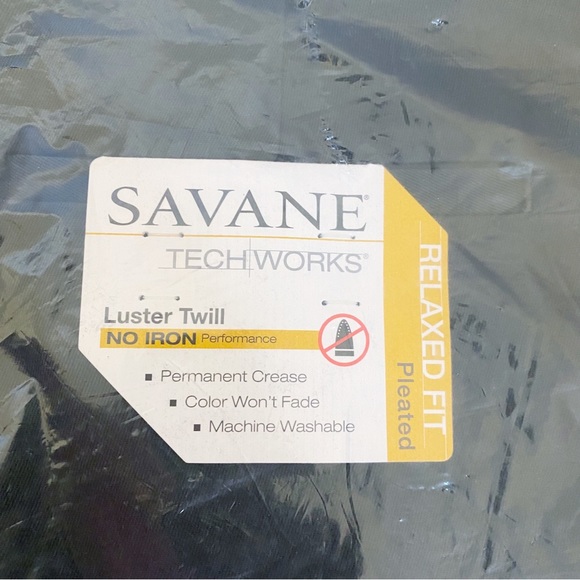 SAVANE®
TECHWORKS®
Luster Twill
NO IRON Performance
▪ Permanent Crease
▪ Color Won't Fade
▪ Machine Washable
RELAXED FIT
Pleated